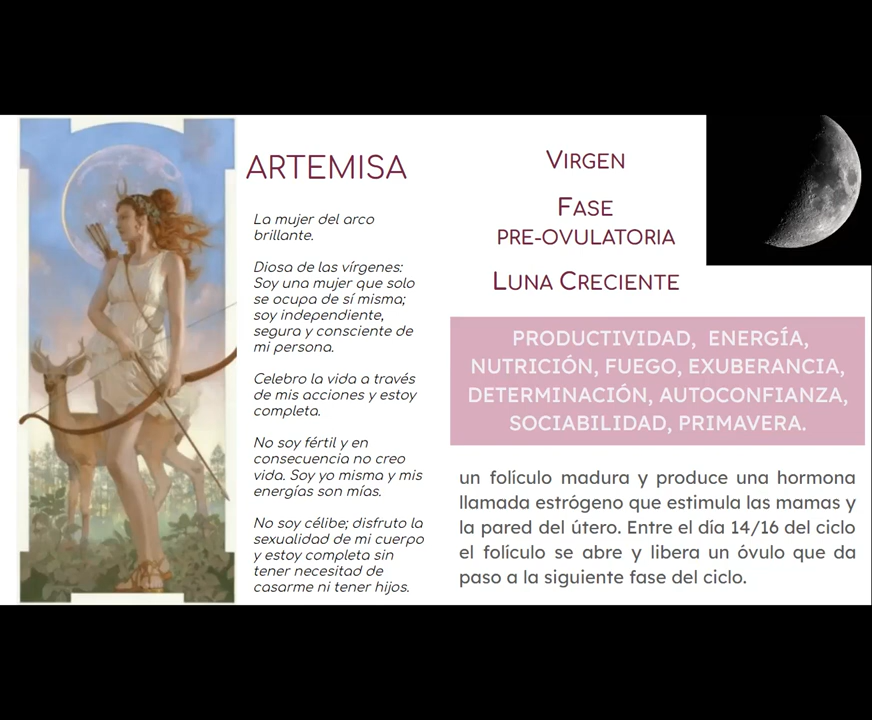 ARTEMISA
La mujer del arco
brillante.
Diosa de las vírgenes:
Soy una mujer que solo
se ocupa de sí misma;
soy independiente,
segura y consciente de
mi persona.
Celebro la vida a través
de mis acciones y estoy
completa.
No soy fértil y en
consecuencia no creo
vida. Soy yo misma y mis
energías son mías.
No soy célibe; disfruto la
sexualidad de mi cuerpo
y estoy completa sin
tener necesitad de
casarme ni tener hijos.
VIRGEN
FASE
PRE-OVULATORIA
LUNA CRECIENTE
PRODUCTIVIDAD, ENERGÍA,
NUTRICIÓN, FUEGO, EXUBERANCIA,
DETERMINACIÓN, AUTOCONFIANZA,
SOCIABILIDAD, PRIMAVERA.
un folículo madura y produce una hormona
llamada estrógeno que estimula las mamas y
la pared del útero. Entre el día 14/16 del ciclo
el folículo se abre y libera un óvulo que da
paso a la siguiente fase del ciclo.